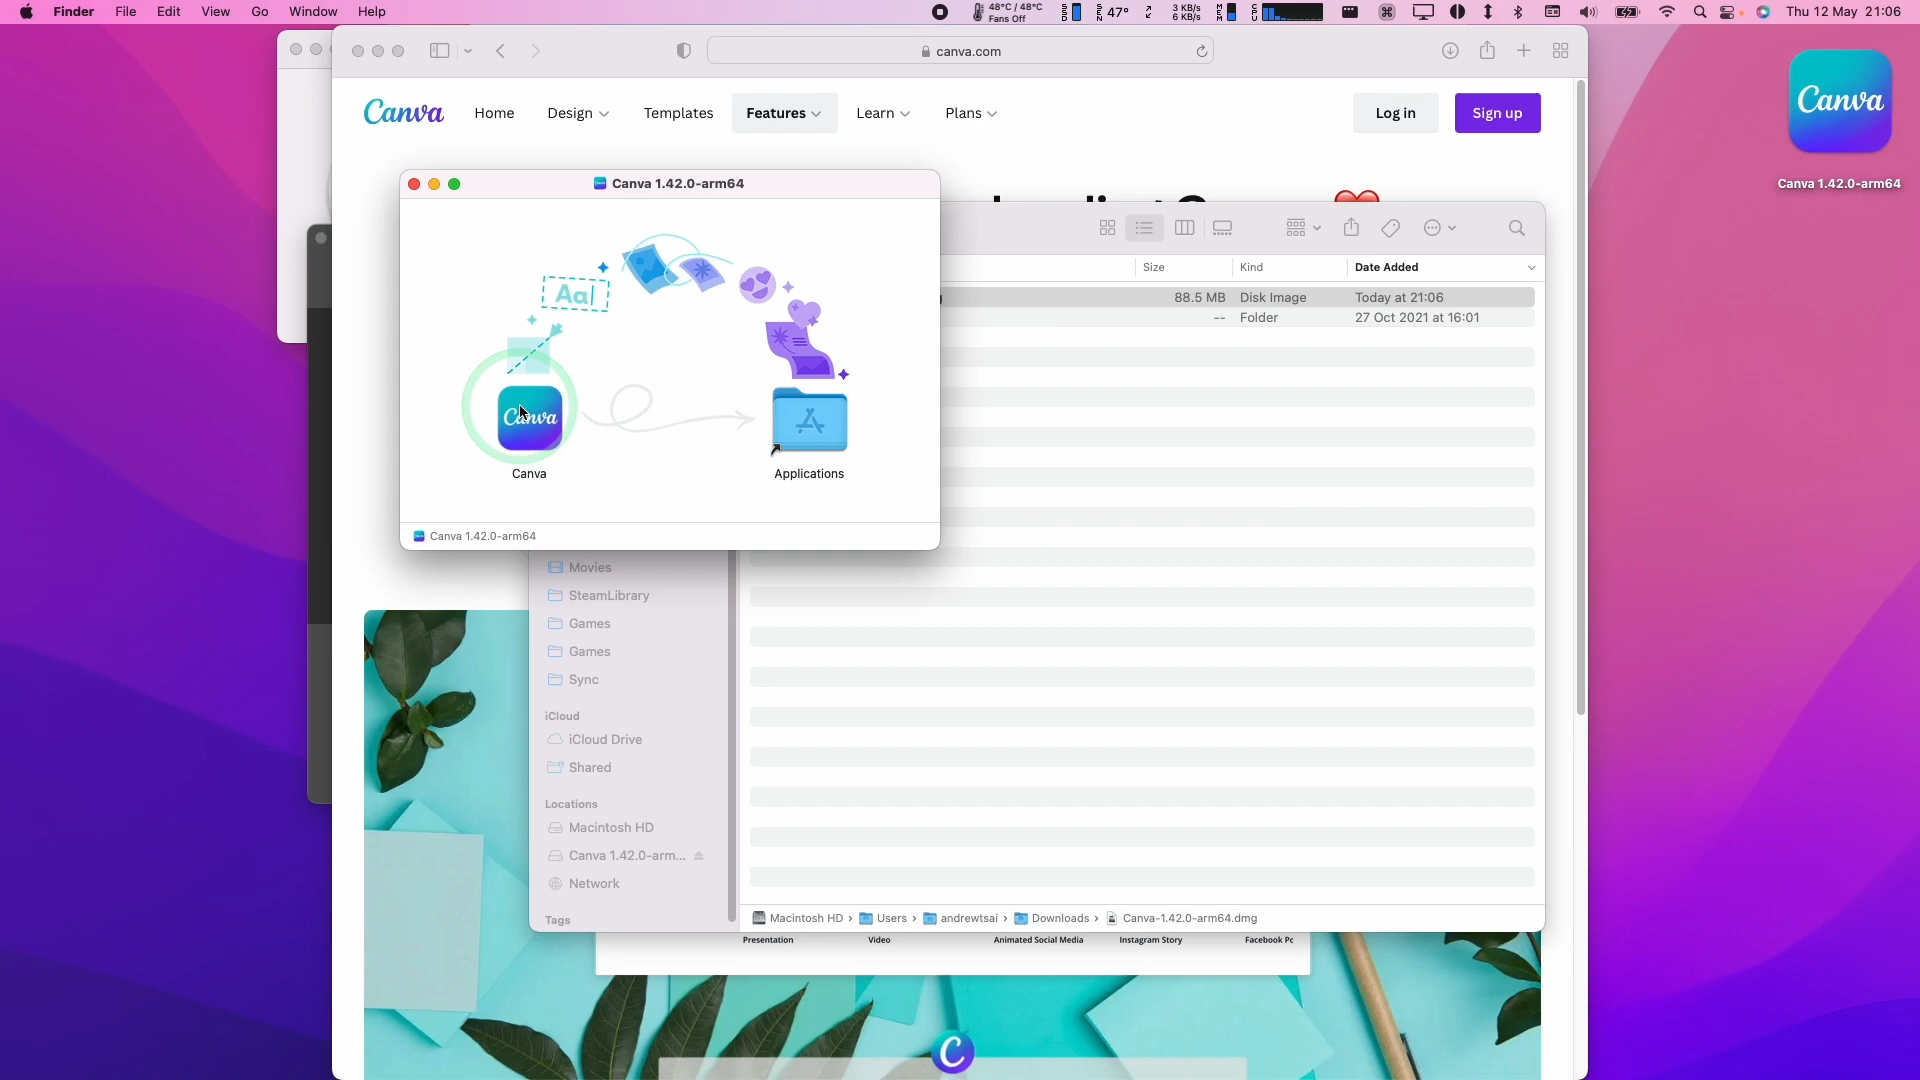 Finder File Edit View Go Window Help
48°C / 48°C
Fans Off
SSD
SEN 47°
3 KB/s
6 KB/s
MEM
CPU
Thu 12 May 21:06
canva.com
Canva Home Design Templates Features Learn Plans Log in Sign up
Canva
Canva 1.42.0-arm64
Canva 1.42.0-arm64
Aa
Canva
Canva
Applications
Canva 1.42.0-arm64
Size Kind Date Added
88.5 MB Disk Image Today at 21:06
-- Folder 27 Oct 2021 at 16:01
Movies
SteamLibrary
Games
Games
Sync
iCloud
iCloud Drive
Shared
Locations
Macintosh HD
Canva 1.42.0-arm...
Network
Tags
Macintosh HD › Users › andrewtsai › Downloads › Canva-1.42.0-arm64.dmg
Presentation Video Animated Social Media Instagram Story Facebook Pc
C